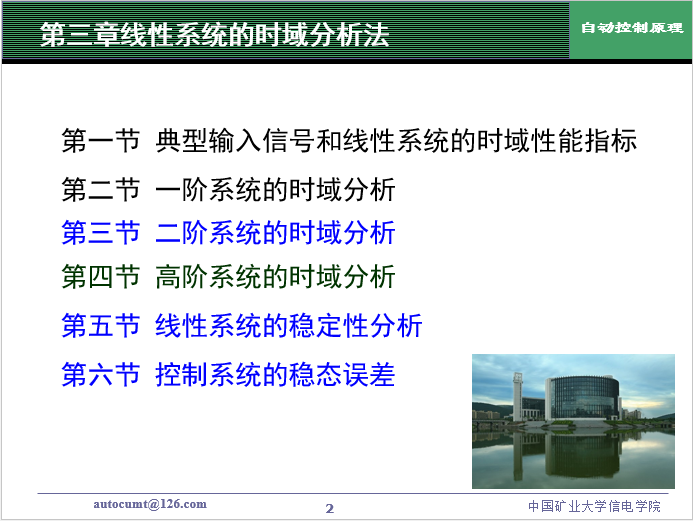 第三章线性系统的时域分析法
自动控制原理
第一节 典型输入信号和线性系统的时域性能指标
第二节 一阶系统的时域分析
第三节 二阶系统的时域分析
第四节 高阶系统的时域分析
第五节 线性系统的稳定性分析
第六节 控制系统的稳态误差
autocumt@126.com
2
中国矿业大学信电学院